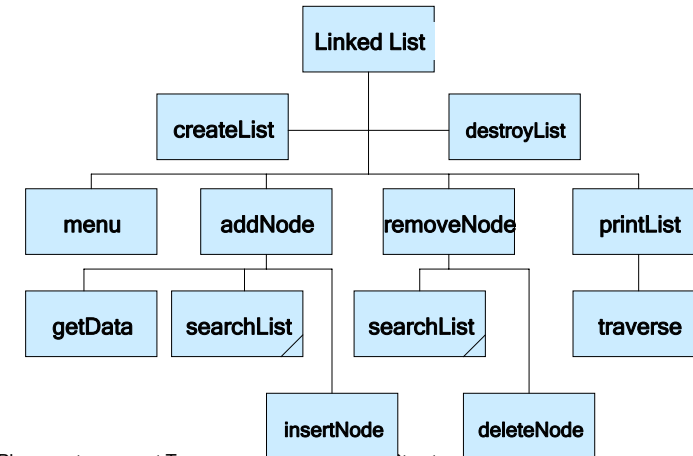 Linked List
createList
destroyList
menu
addNode
removeNode
printList
getData
searchList
searchList
traverse
insertNode
deleteNode